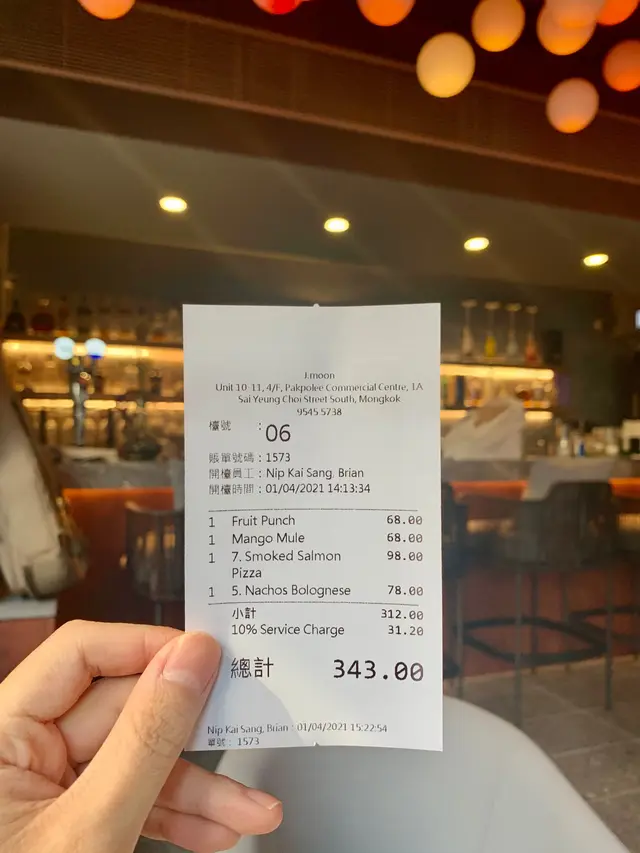 J.moon
Unit 10-11, 4/F, Pakpolee Commercial Centre, 1A
Sai Yeung Choi Street South, Mongkok
9545 5738
檯號 : 06
賬單號碼 : 1573
開檯員工 : Nip Kai Sang, Brian
開檯時間 : 01/04/2021 14:13:34
1 Fruit Punch 68.00
1 Mango Mule 68.00
1 7. Smoked Salmon 98.00
Pizza
1 5. Nachos Bolognese 78.00
小計 312.00
10% Service Charge 31.20
總計 343.00
Nip Kai Sang, Brian : 01/04/2021 15:22:54
單號 : 1573